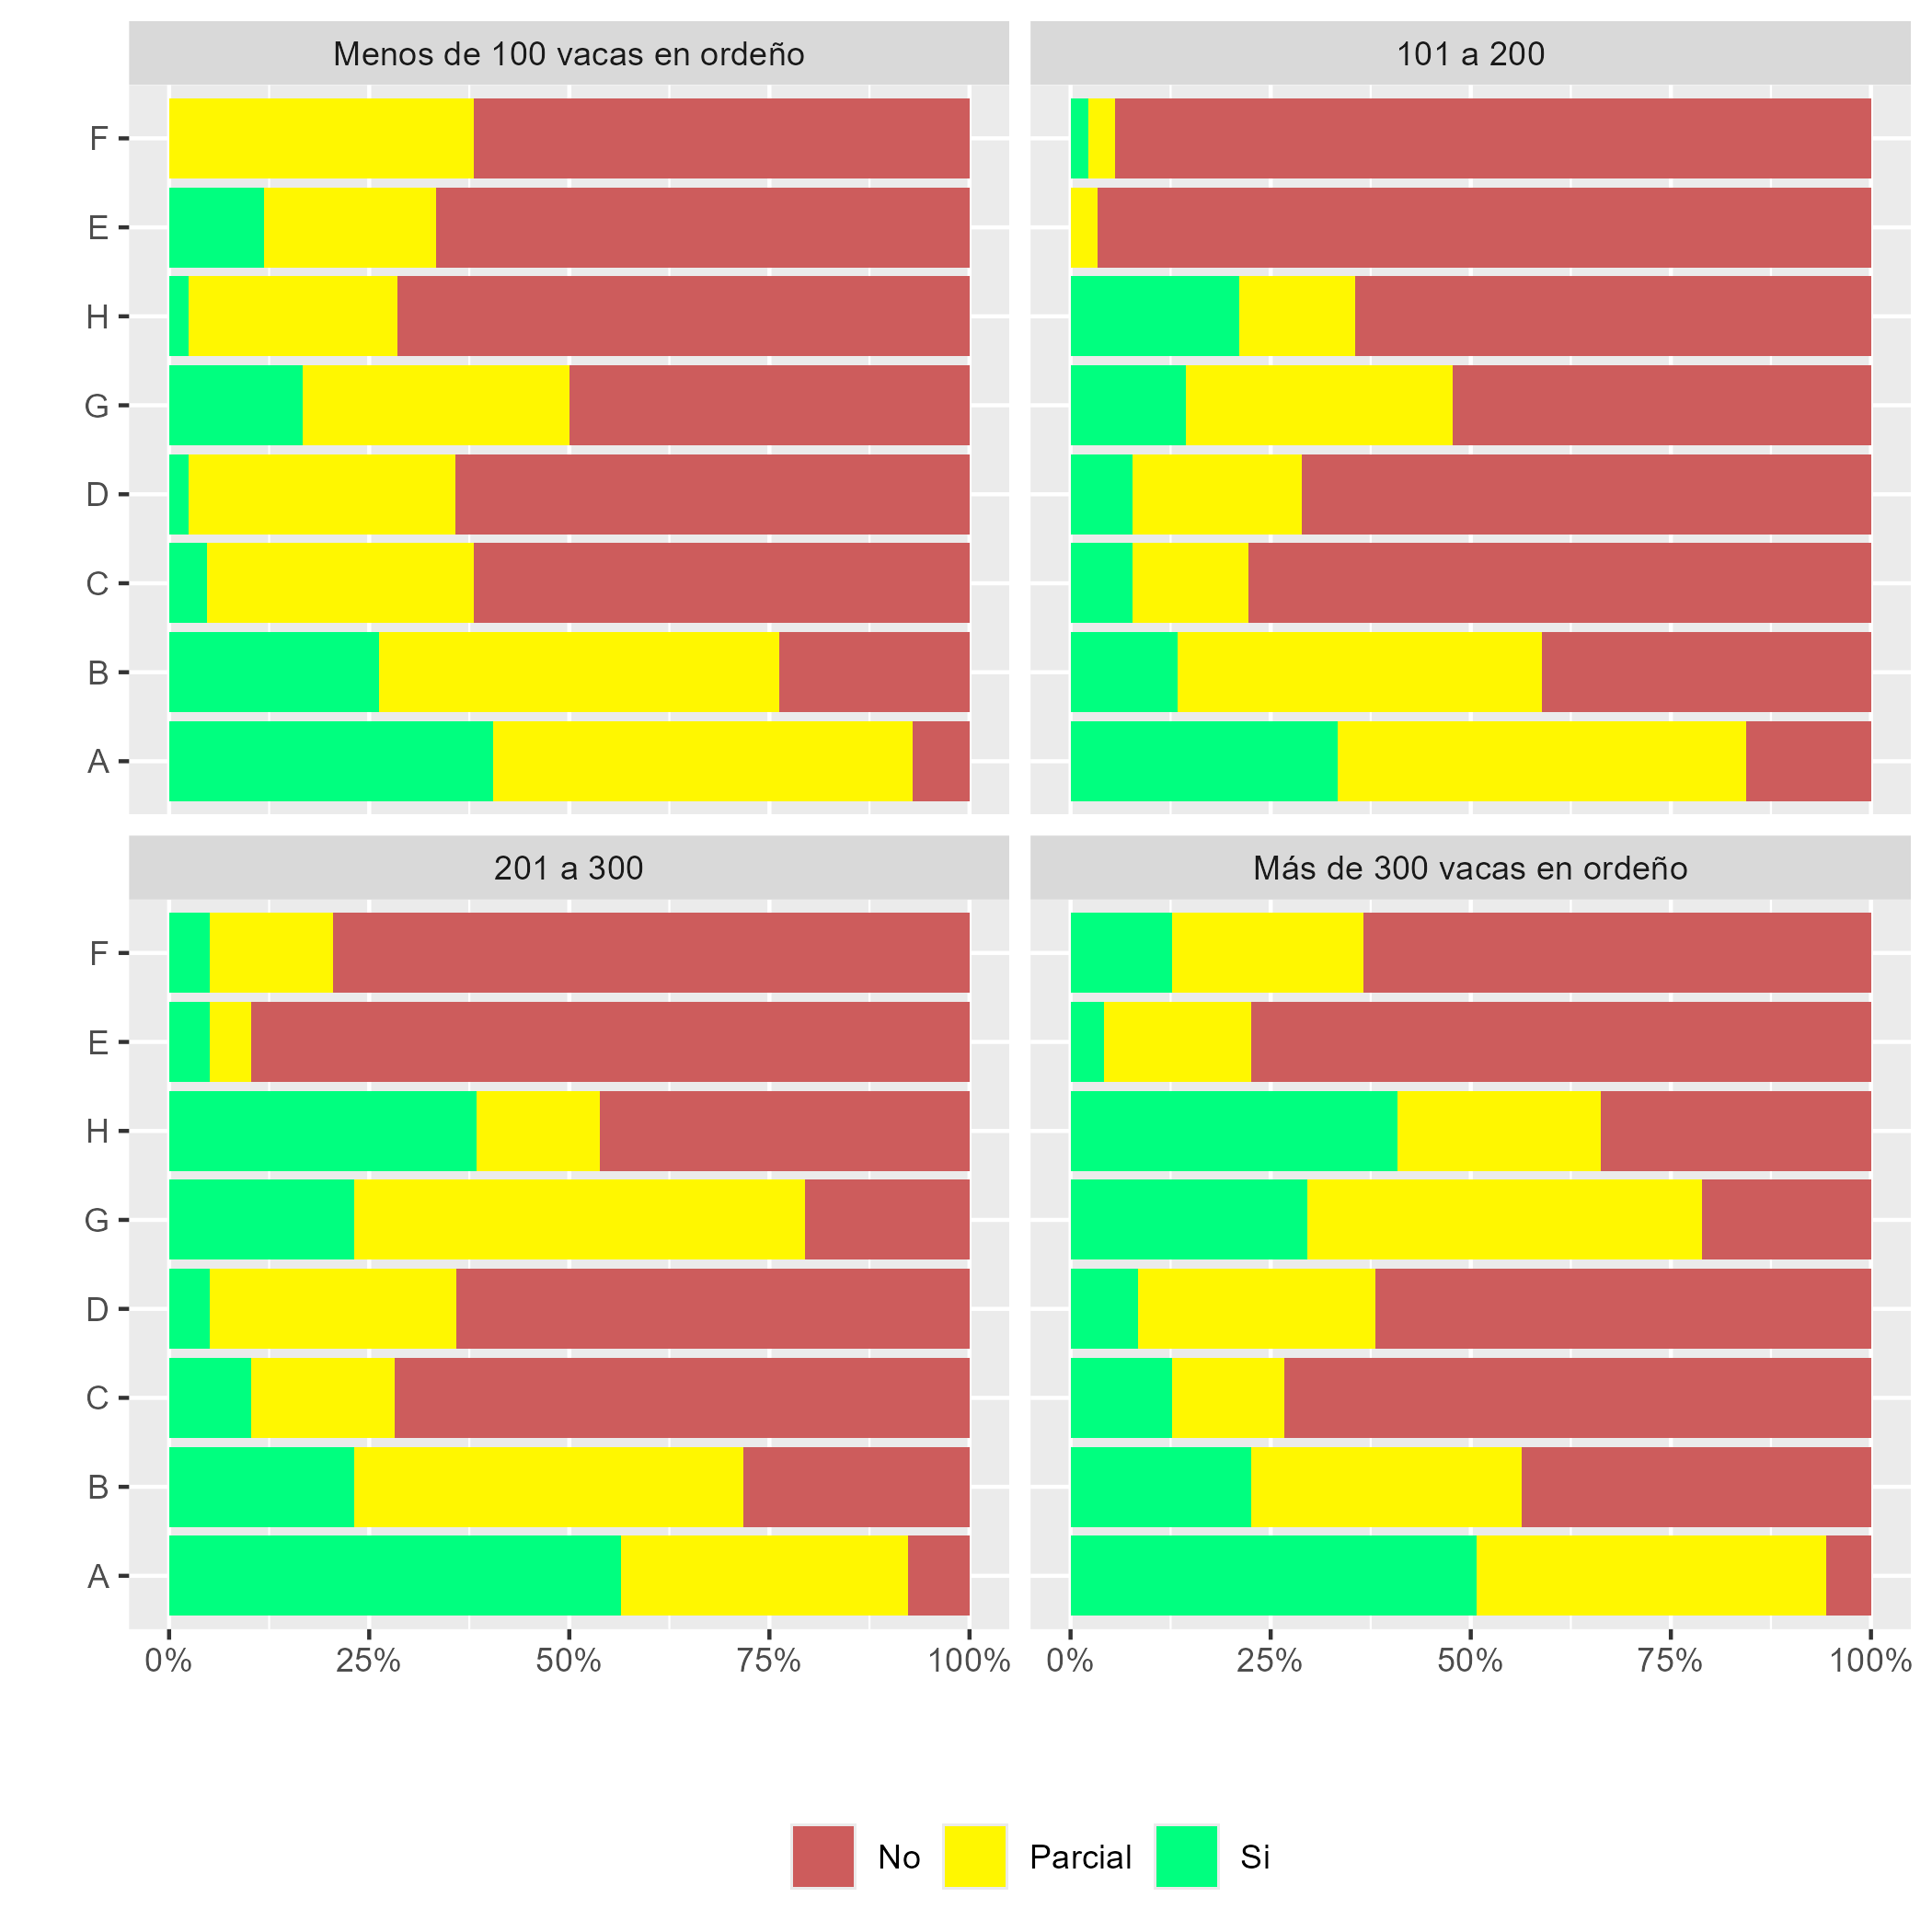 Menos de 100 vacas en ordeño
101 a 200
F
E
H
G
D
C
B
A
201 a 300
Más de 300 vacas en ordeño
F
E
H
G
D
C
B
A
0% 25% 50% 75% 100% 0% 25% 50% 75% 100%
No Parcial Si